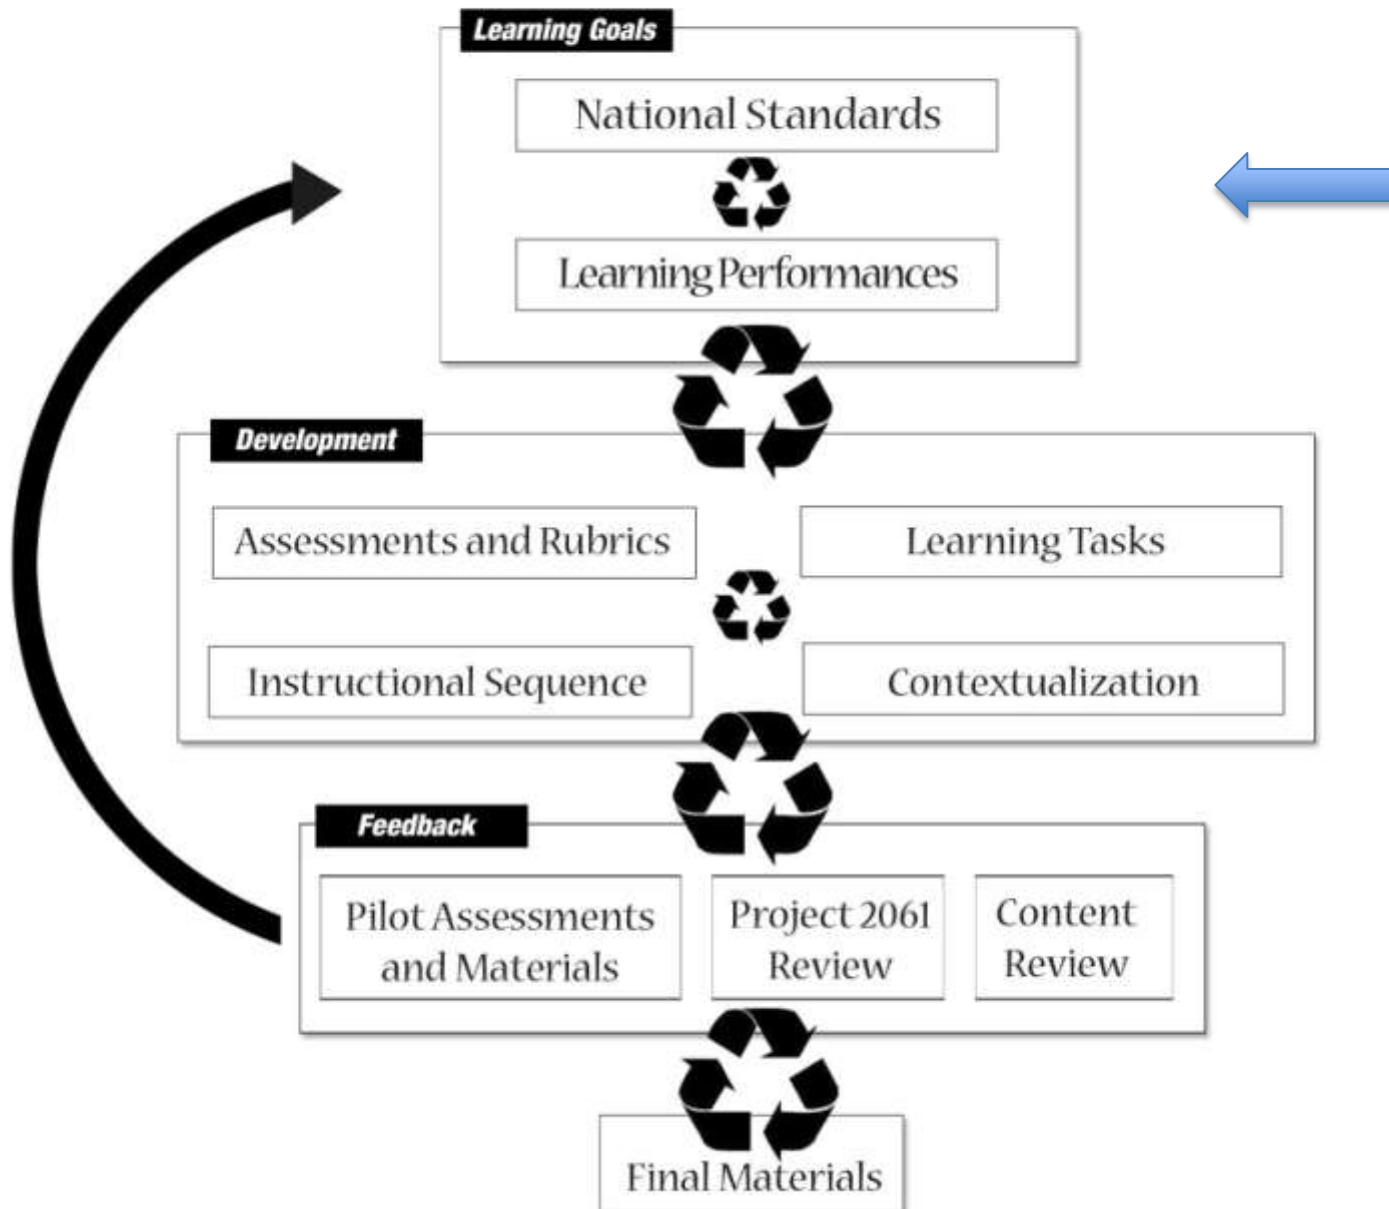 Learning Goals
National Standards
Learning Performances
Development
Assessments and Rubrics
Learning Tasks
Instructional Sequence
Contextualization
Feedback
Pilot Assessments
and Materials
Project 2061
Review
Content
Review
Final Materials